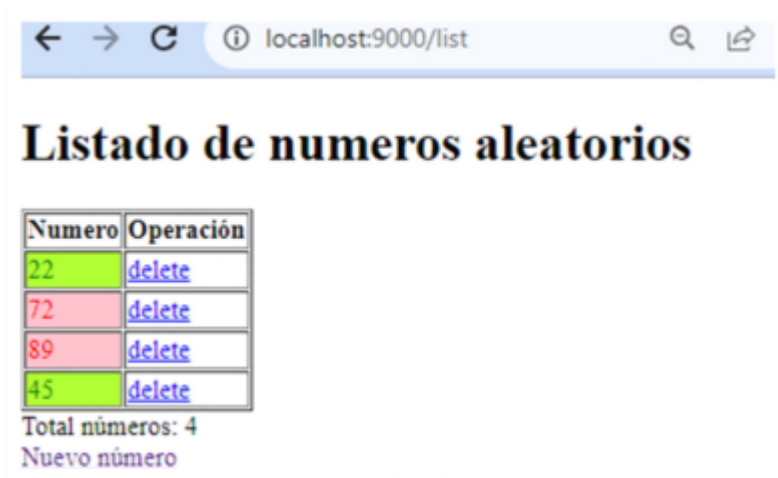 localhost:9000/list
Listado de numeros aleatorios
Numero Operación
22 delete
72 delete
89 delete
45 delete
Total números: 4
Nuevo número